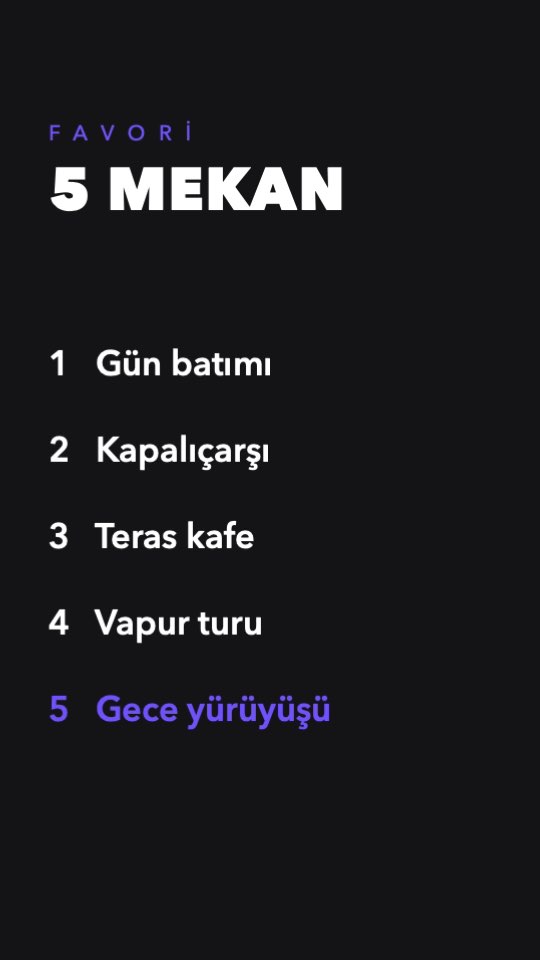 FAVORİ
5 MEKAN
1 Gün batımı
2 Kapalıçarşı
3 Teras kafe
4 Vapur turu
5 Gece yürüyüşü